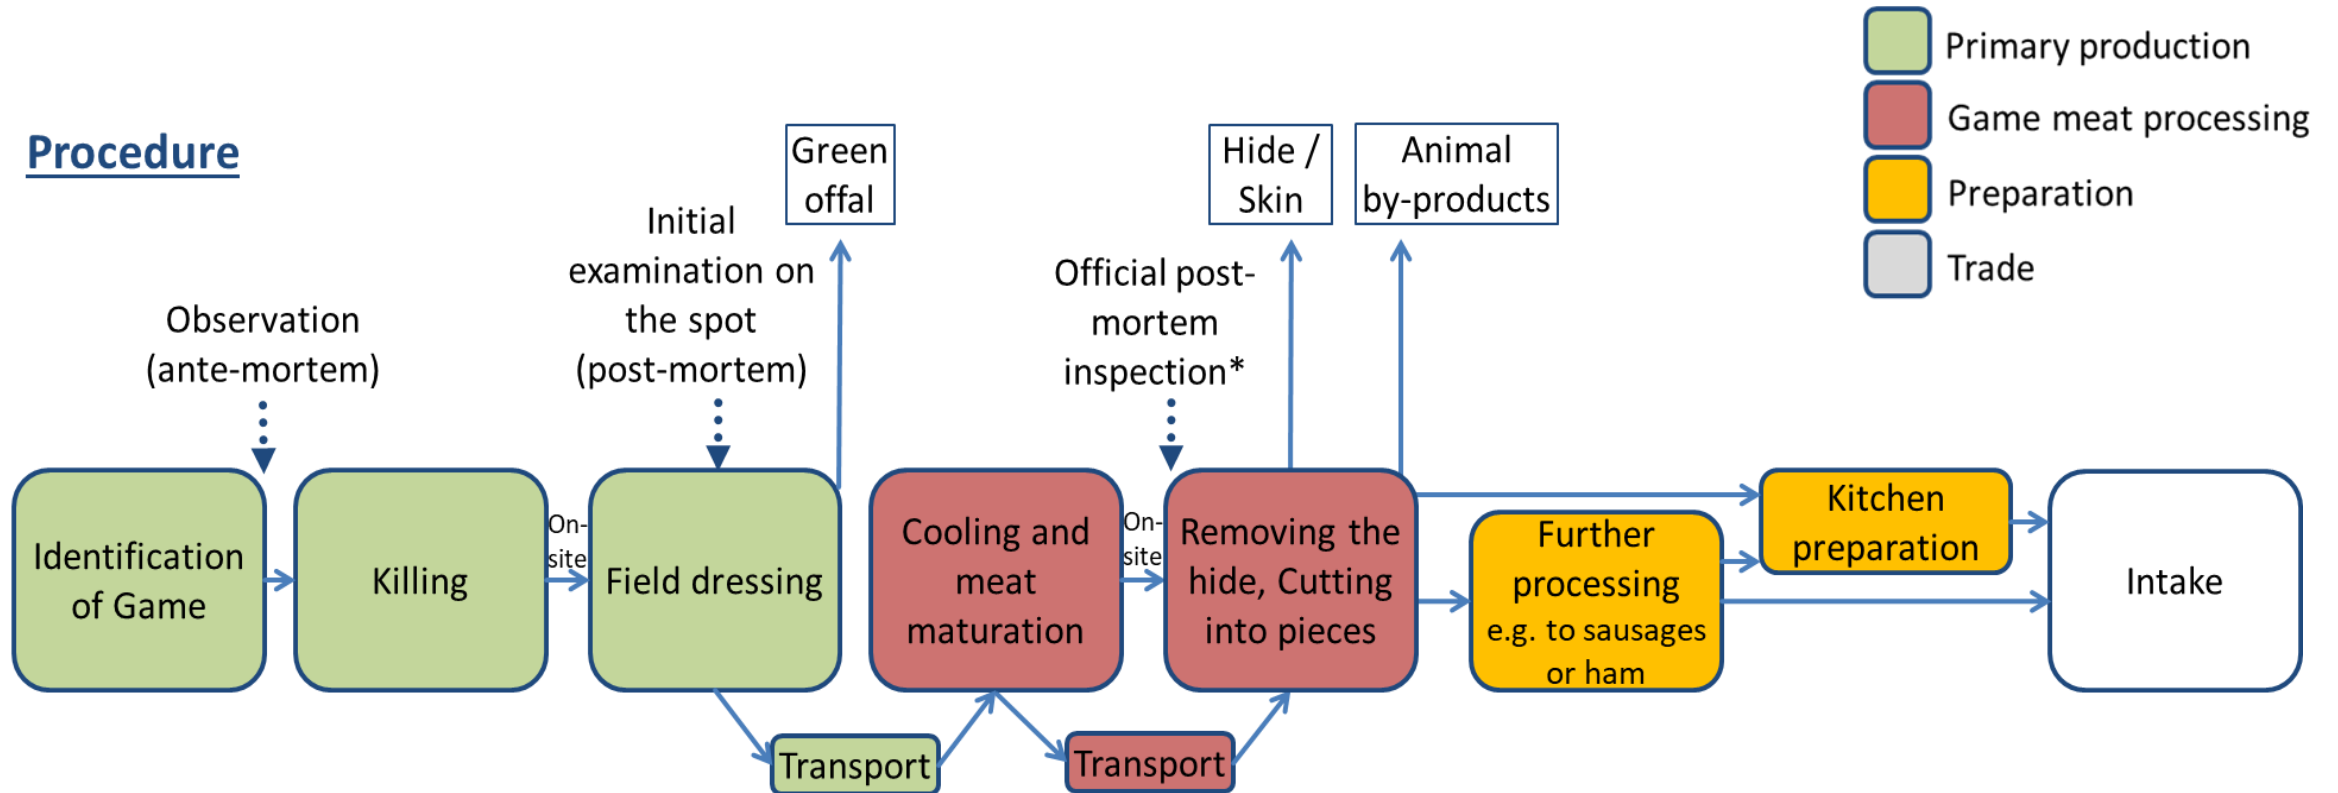 Procedure
Primary production
Game meat processing
Preparation
Trade
Observation
(ante-mortem)
Initial
examination on
the spot
(post-mortem)
Green
offal
Official post-
mortem
inspection*
Hide /
Skin
Animal
by-products
Identification
of Game
Killing
On-
site
Field dressing
Transport
Cooling and
meat
maturation
On-
site
Transport
Removing the
hide, Cutting
into pieces
Further
processing
e.g. to sausages
or ham
Kitchen
preparation
Intake